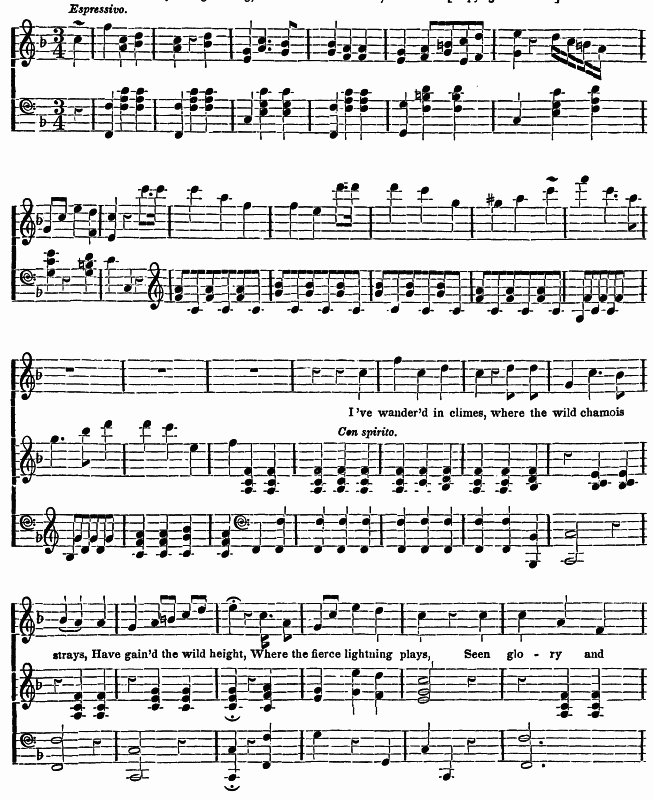 Espressivo.
I've wander'd in climes, where the wild chamois
Con spirito.
strays, Have gain'd the wild height, Where the fierce lightning plays, Seen glo - ry and